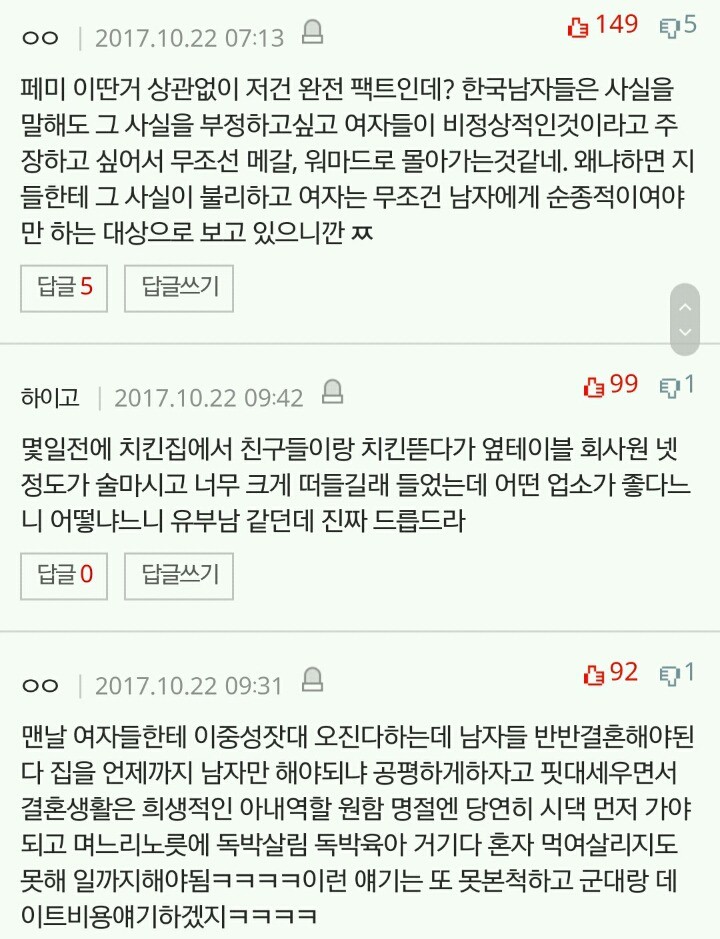 ㅇㅇ | 2017.10.22 07:13 149 5
페미 이딴거 상관없이 저건 완전 팩트인데? 한국남자들은 사실을
말해도 그 사실을 부정하고싶고 여자들이 비정상적인것이라고 주
장하고 싶어서 무조선 메갈, 워마드로 몰아가는것같네. 왜냐하면 지
들한테 그 사실이 불리하고 여자는 무조건 남자에게 순종적이여야
만 하는 대상으로 보고 있으니깐 ㅉ
답글 5 답글쓰기
하이고 | 2017.10.22 09:42 99 1
몇일전에 치킨집에서 친구들이랑 치킨뜯다가 옆테이블 회사원 넷
정도가 술마시고 너무 크게 떠들길래 들었는데 어떤 업소가 좋다느
니 어떻냐느니 유부남 같던데 진짜 드릅드라
답글 0 답글쓰기
ㅇㅇ | 2017.10.22 09:31 92 1
맨날 여자들한테 이중성잣대 오진다하는데 남자들 반반결혼해야된
다 집을 언제까지 남자만 해야되냐 공평하게하자고 핏대세우면서
결혼생활은 희생적인 아내역할 원함 명절엔 당연히 시댁 먼저 가야
되고 며느리노릇에 독박살림 독박육아 거기다 혼자 먹여살리지도
못해 일까지해야됨ㅋㅋㅋㅋ이런 얘기는 또 못본척하고 군대랑 데
이트비용얘기하겠지ㅋㅋㅋㅋ